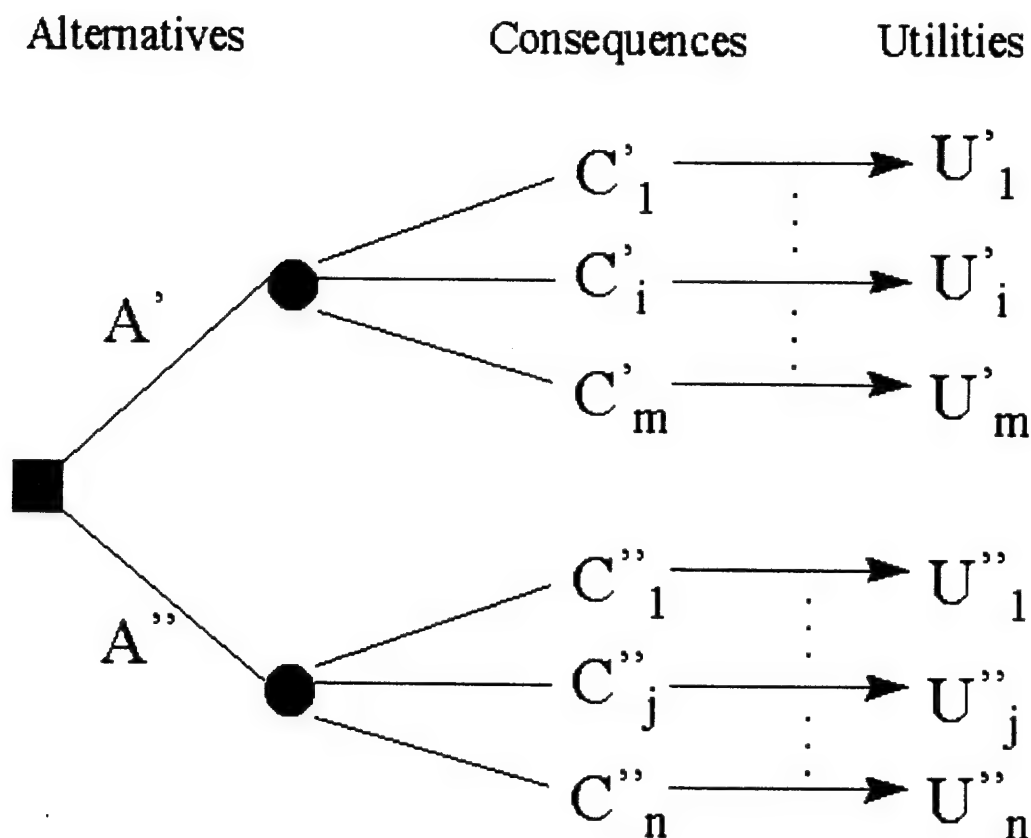 Alternatives Consequences Utilities
C'1 U'1
C'i U'i
A'
C'm U'm
C''1 U''1
A''
C''j U''j
C''n U''n